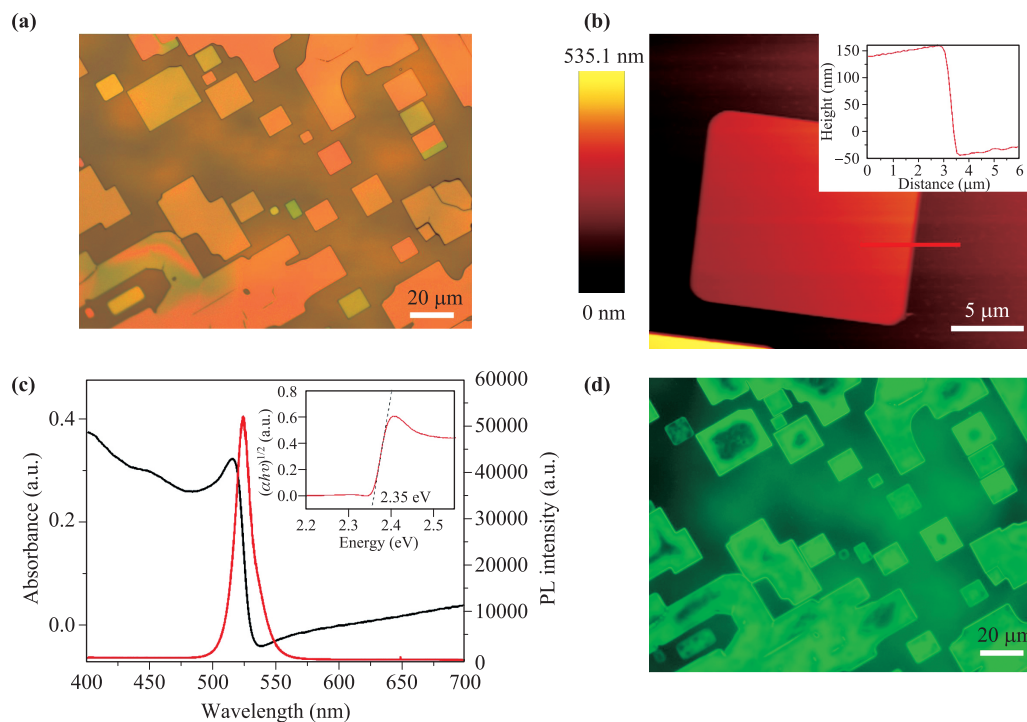 (a)
20 μm
(b)
535.1 nm
0 nm
150
100
50
0
−50
Height (nm)
0 1 2 3 4 5 6
Distance (μm)
5 μm
(c)
0.4
0.2
0.0
Absorbance (a.u.)
60000
50000
40000
30000
20000
10000
0
PL intensity (a.u.)
400 450 500 550 600 650 700
Wavelength (nm)
0.8
0.6
0.4
0.2
0.0
(αhν)^1/2 (a.u.)
2.35 eV
2.2 2.3 2.4 2.5
Energy (eV)
(d)
20 μm